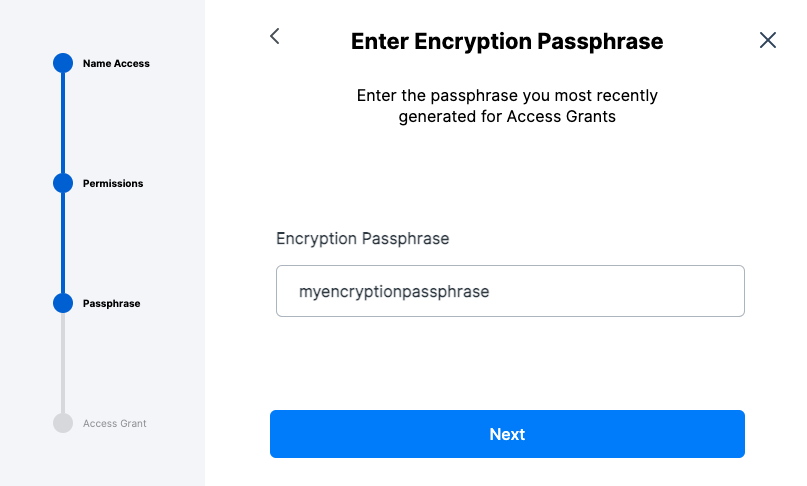 Name Access
Permissions
Passphrase
Access Grant
Enter Encryption Passphrase
Enter the passphrase you most recently
generated for Access Grants
Encryption Passphrase
myencryptionpassphrase
Next